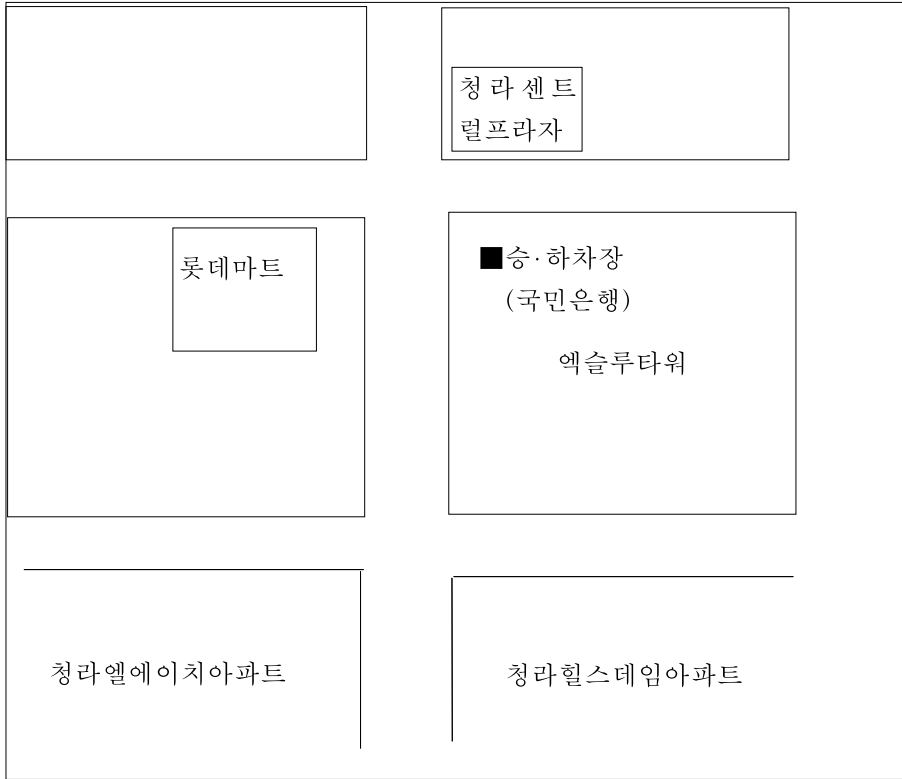 청라센트
럴프라자
롯데마트
■승·하차장
(국민은행)
엑슬루타워
청라엘에이치아파트
청라힐스데임아파트